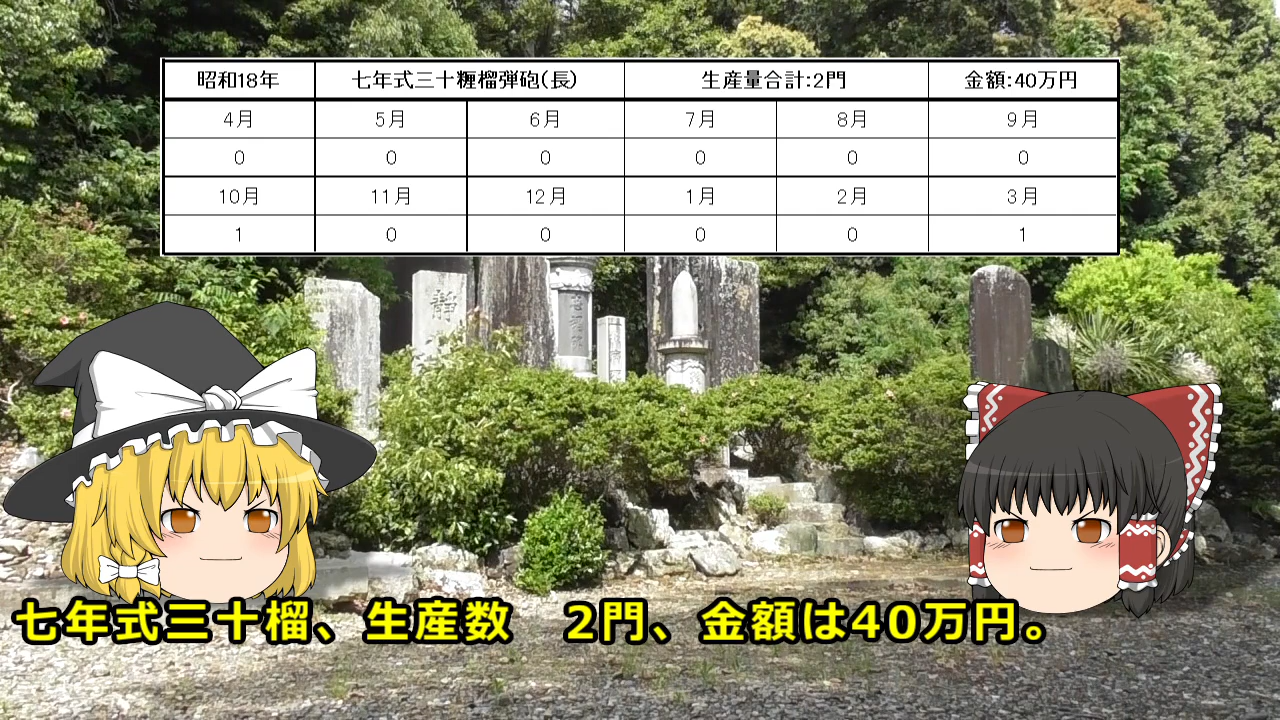 昭和18年 七年式三十糎榴弾砲(長) 生産量合計:2門 金額:40万円
4月 5月 6月 7月 8月 9月
0 0 0 0 0 0
10月 11月 12月 1月 2月 3月
1 0 0 0 0 1
静
七年式三十榴、生産数 2門、金額は40万円。